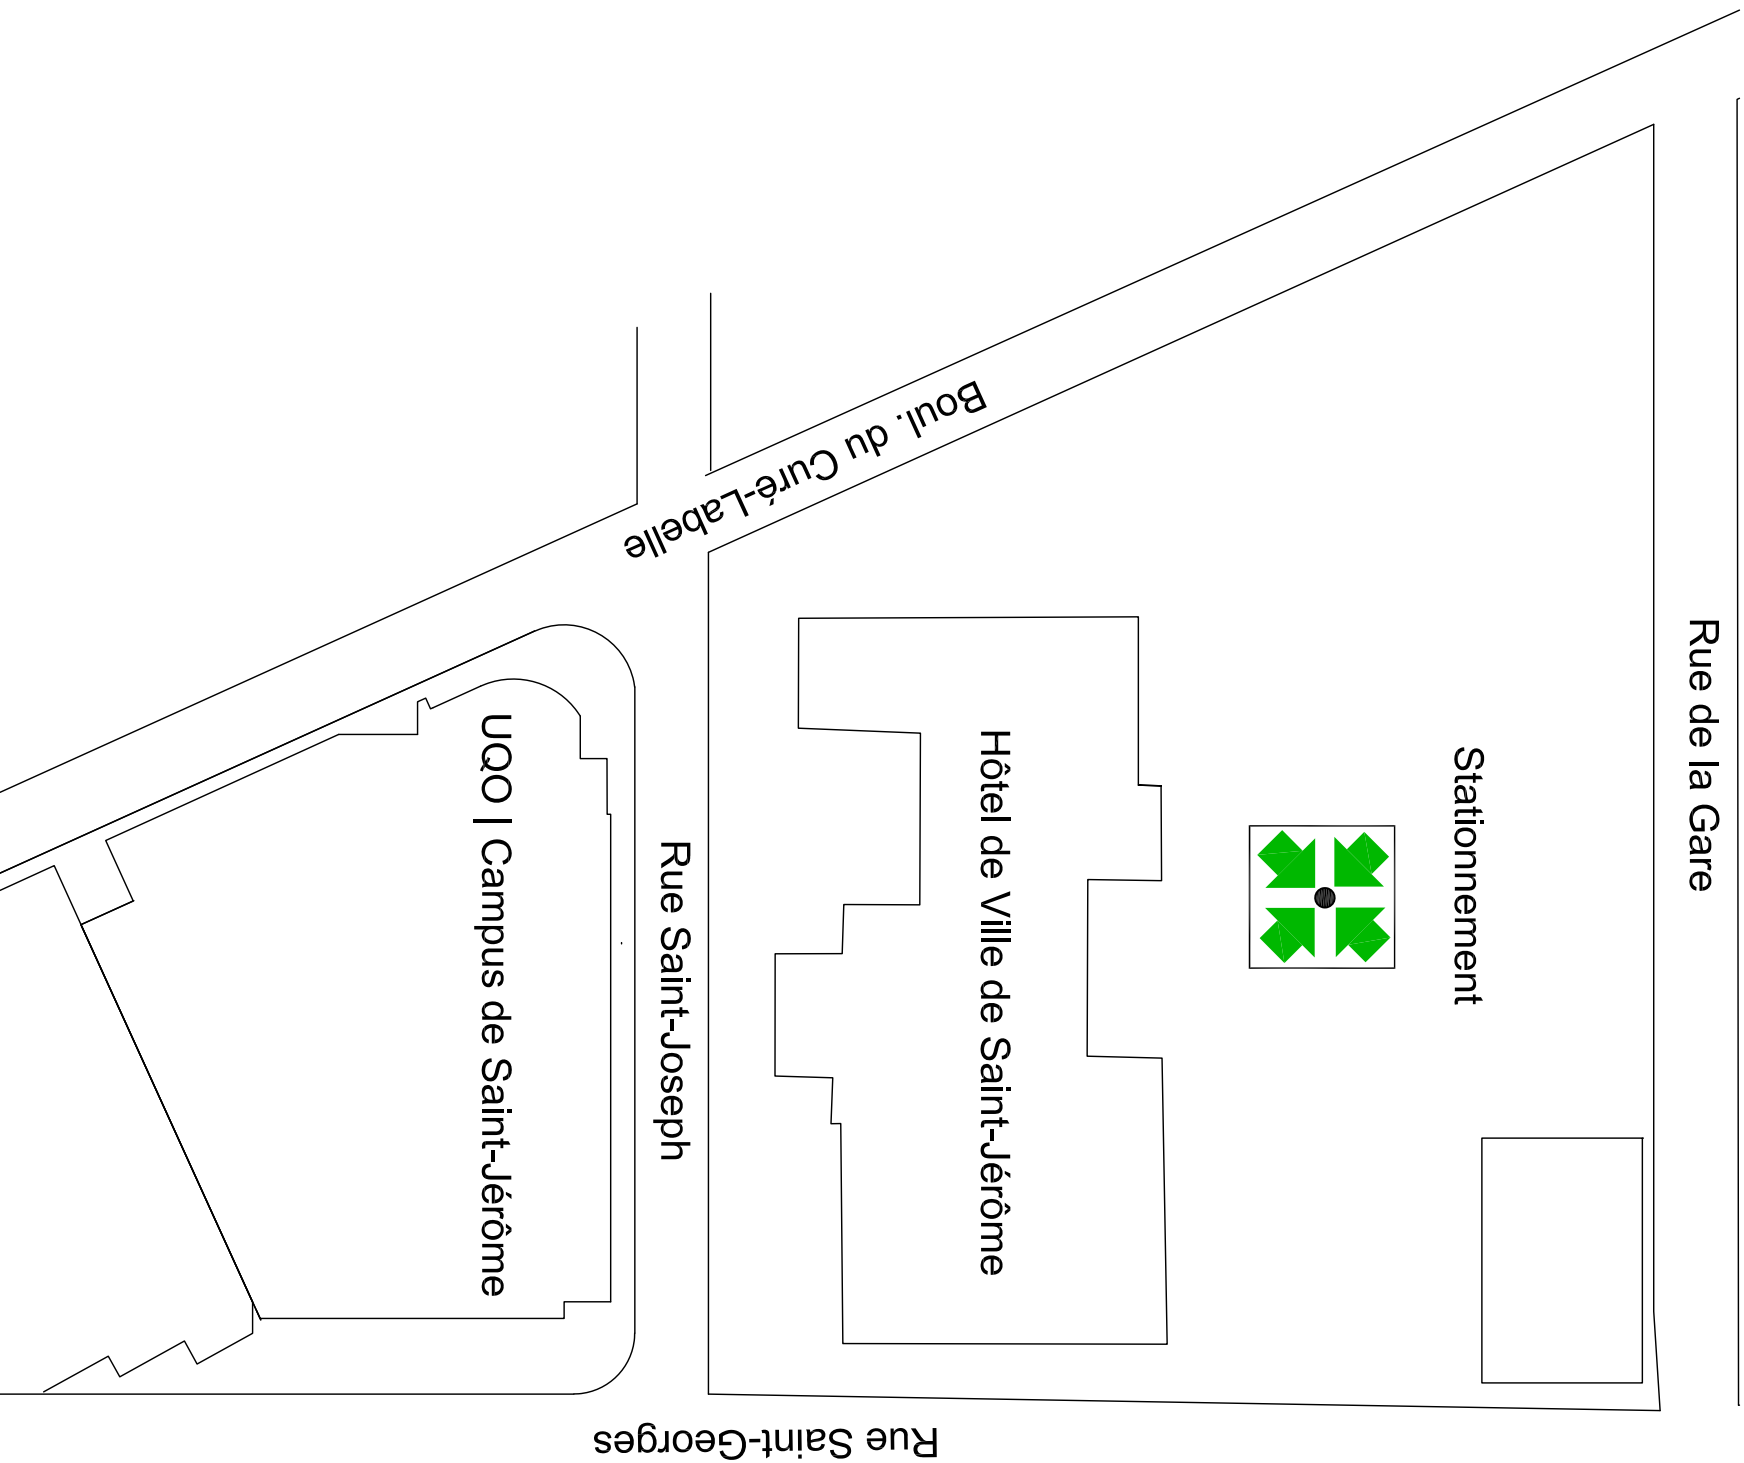 Boul. du Curé-Labelle
Rue de la Gare
Stationnement
Hôtel de Ville de Saint-Jérôme
Rue Saint-Joseph
UQO | Campus de Saint-Jérôme
Rue Saint-Georges